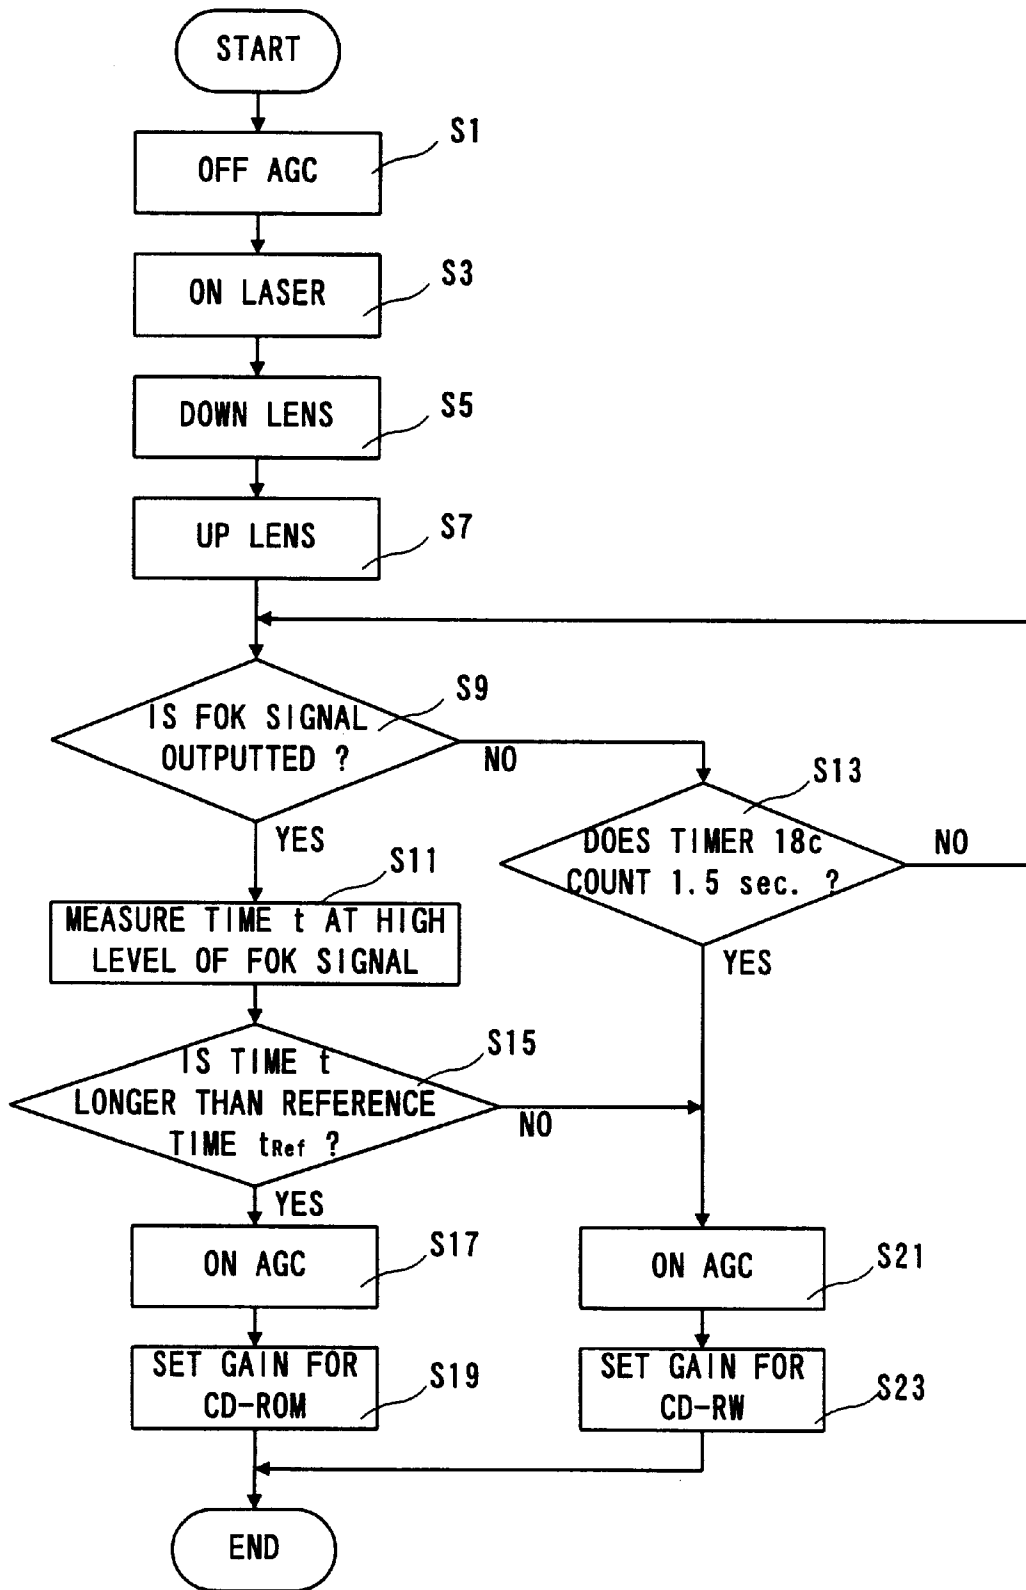 START
S1
OFF AGC
S3
ON LASER
S5
DOWN LENS
S7
UP LENS
S9
IS FOK SIGNAL
OUTPUTTED ?
NO
YES
S13
DOES TIMER 18c
COUNT 1.5 sec. ?
NO
YES
S11
MEASURE TIME t AT HIGH
LEVEL OF FOK SIGNAL
S15
IS TIME t
LONGER THAN REFERENCE
TIME tRef ?
NO
YES
S17
ON AGC
S21
ON AGC
S19
SET GAIN FOR
CD-ROM
S23
SET GAIN FOR
CD-RW
END